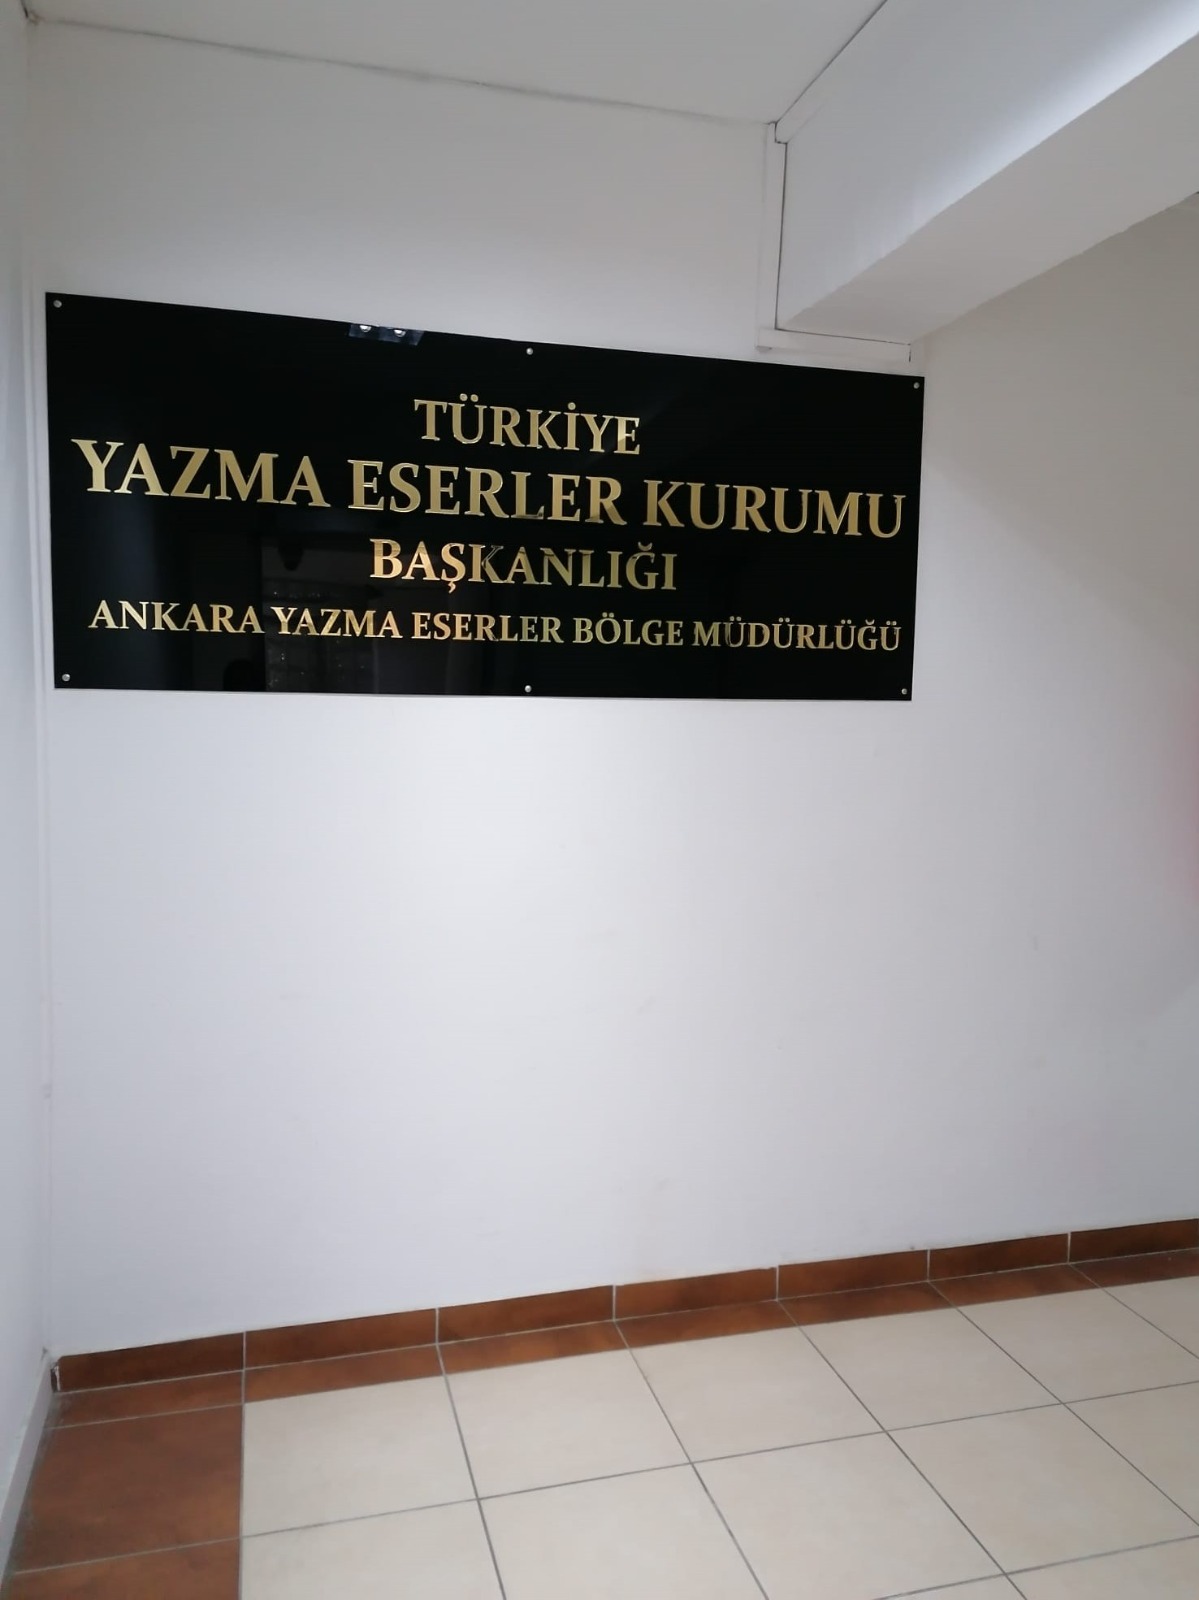 TÜRKİYE
YAZMA ESERLER KURUMU
BAŞKANLIĞI
ANKARA YAZMA ESERLER BÖLGE MÜDÜRLÜĞÜ